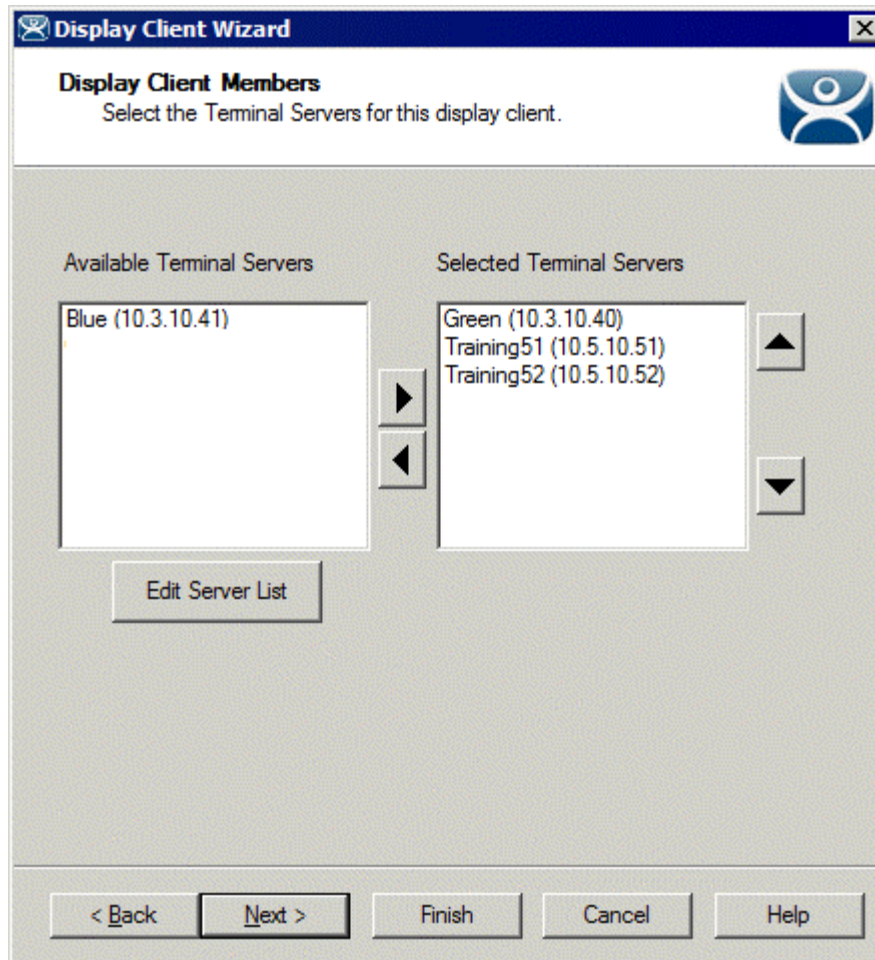 Display Client Wizard
Display Client Members
Select the Terminal Servers for this display client.
Available Terminal Servers
Blue (10.3.10.41)
Selected Terminal Servers
Green (10.3.10.40)
Training51 (10.5.10.51)
Training52 (10.5.10.52)
Edit Server List
< Back
Next >
Finish
Cancel
Help